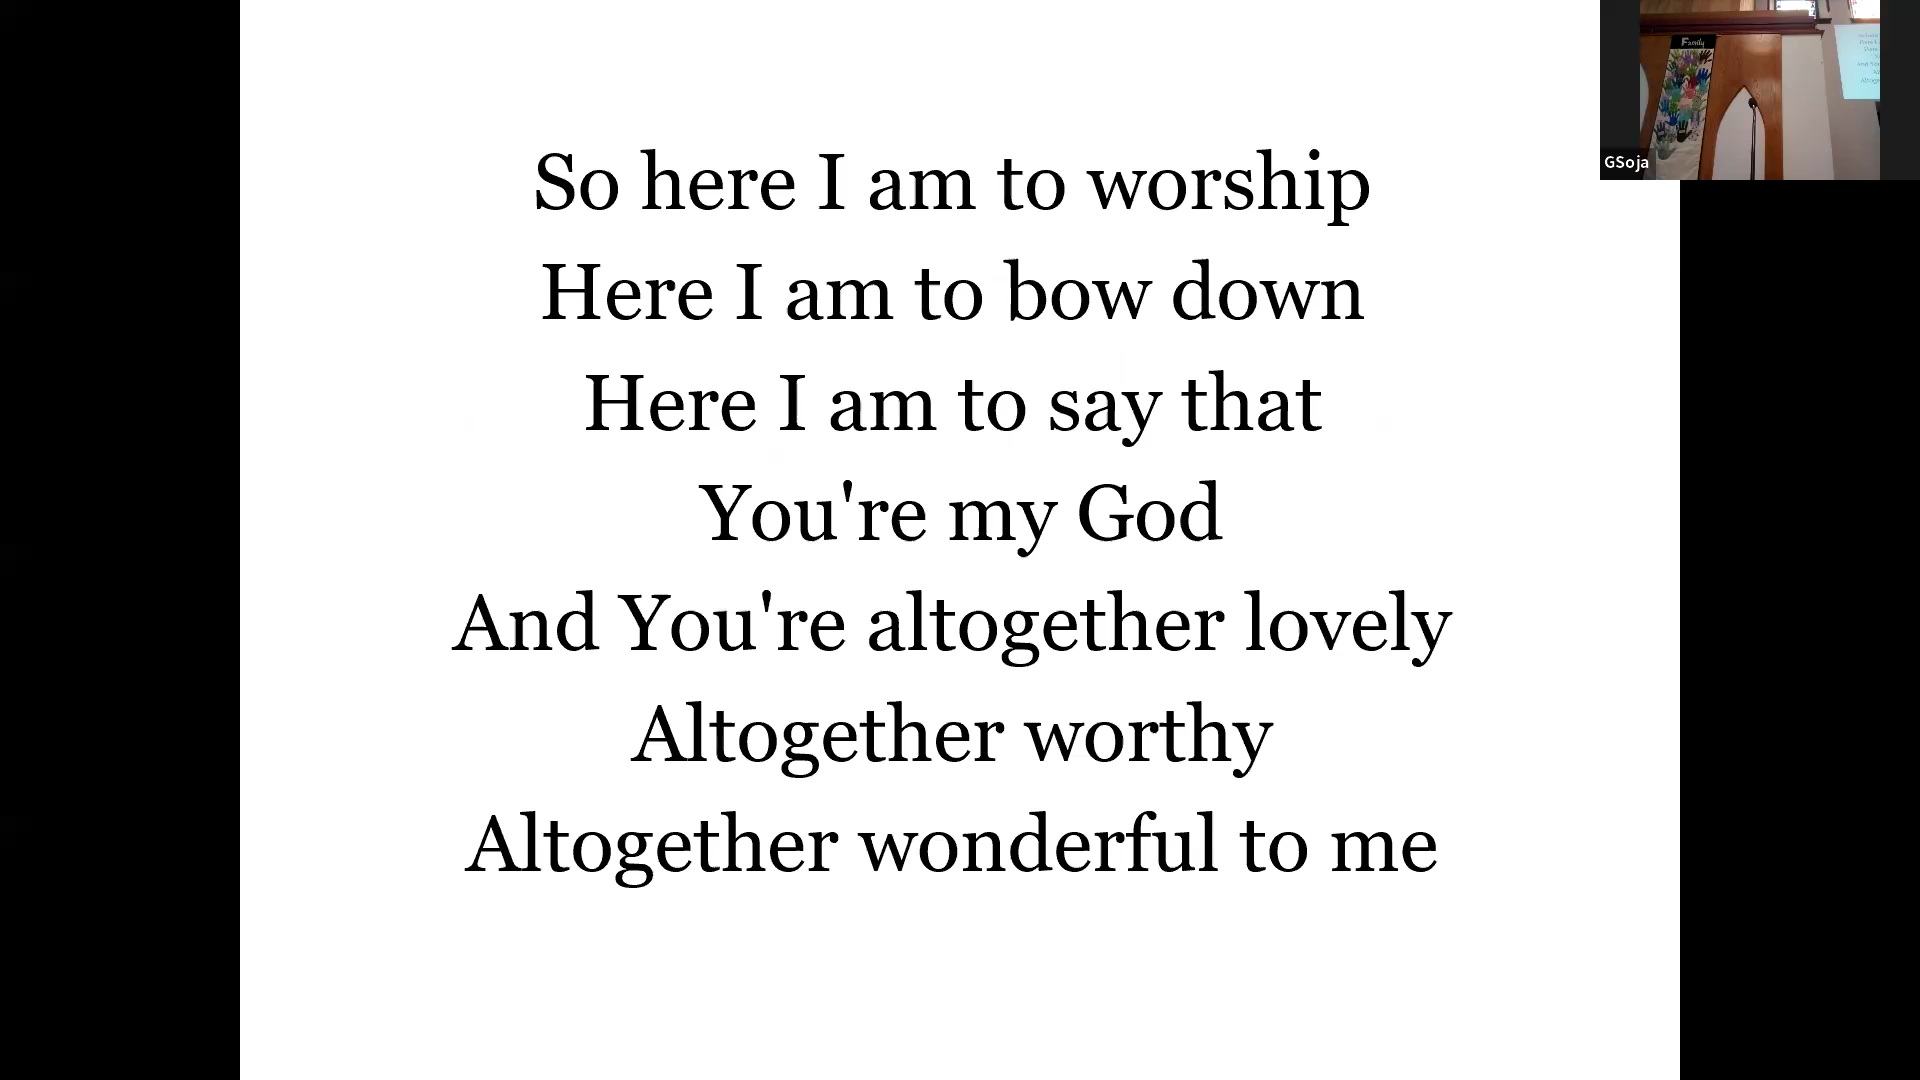 So here I am to worship
Here I am to bow down
Here I am to say that
You're my God
And You're altogether lovely
Altogether worthy
Altogether wonderful to me
Family
GSoja